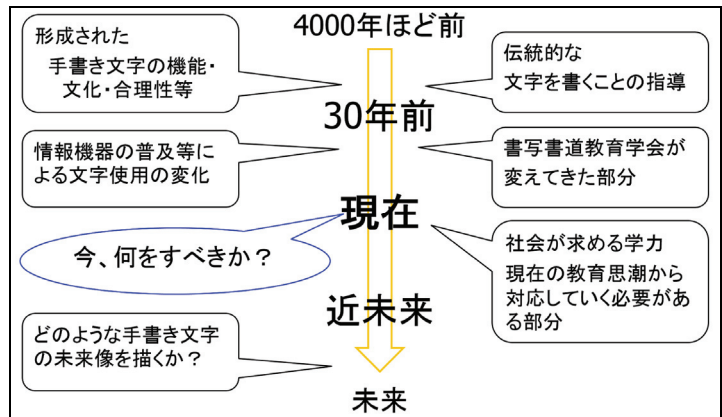 4000年ほど前
形成された
手書き文字の機能・
文化・合理性等
伝統的な
文字を書くことの指導
30年前
情報機器の普及等に
よる文字使用の変化
書写書道教育学会が
変えてきた部分
現在
今、何をすべきか？
社会が求める学力
現在の教育思潮から
対応していく必要があ
る部分
近未来
どのような手書き文字
の未来像を描くか？
未来